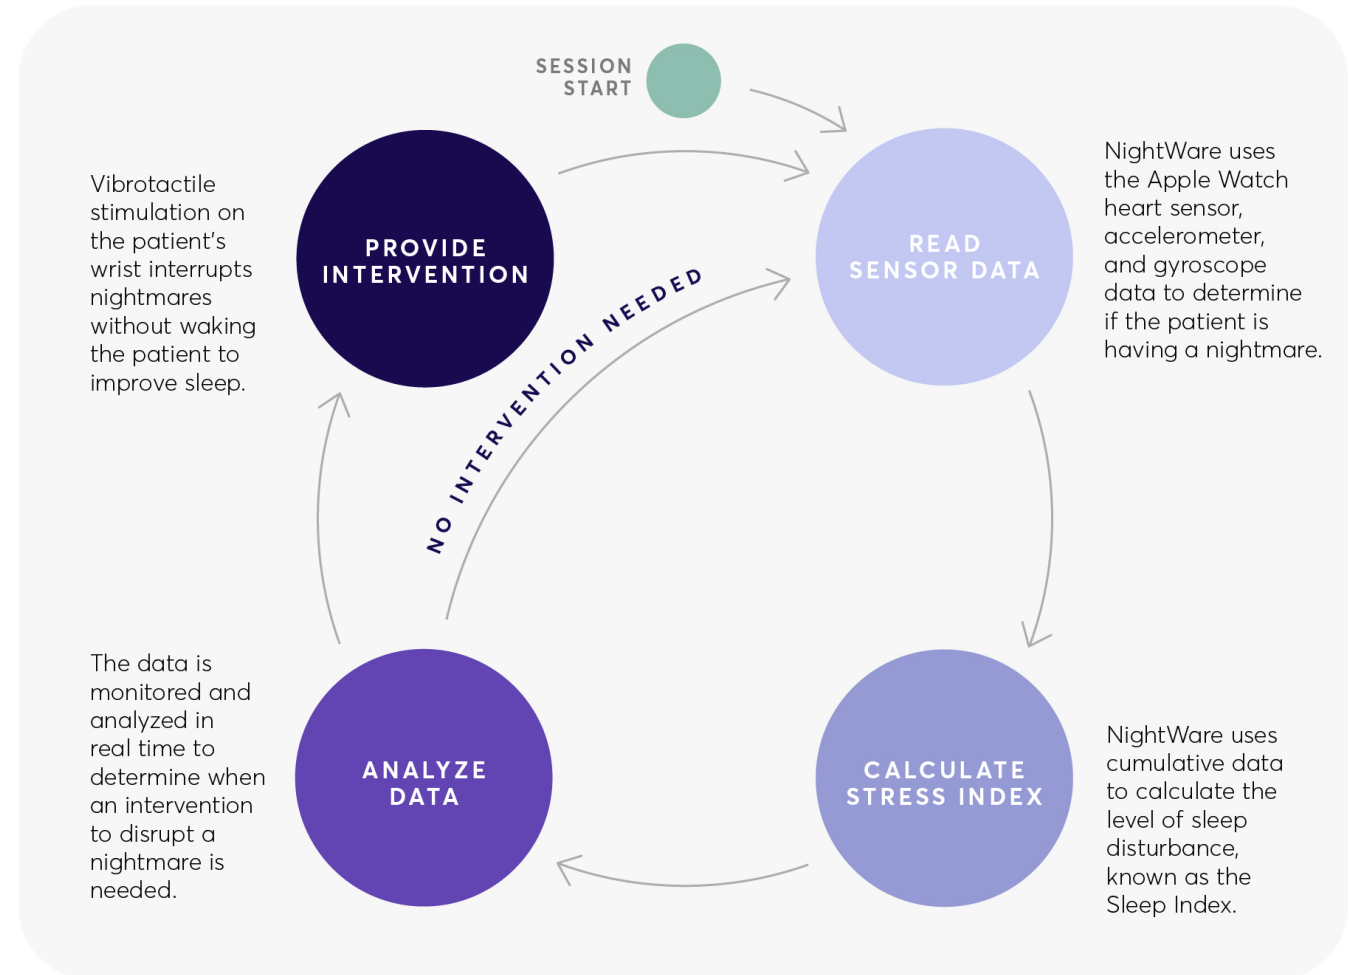 SESSION
START
PROVIDE
INTERVENTION
Vibrotactile
stimulation on
the patient's
wrist interrupts
nightmares
without waking
the patient to
improve sleep.
READ
SENSOR DATA
NightWare uses
the Apple Watch
heart sensor,
accelerometer,
and gyroscope
data to determine
if the patient is
having a nightmare.
NO INTERVENTION NEEDED
ANALYZE
DATA
The data is
monitored and
analyzed in
real time to
determine when
an intervention
to disrupt a
nightmare is
needed.
CALCULATE
STRESS INDEX
NightWare uses
cumulative data
to calculate the
level of sleep
disturbance,
known as the
Sleep Index.